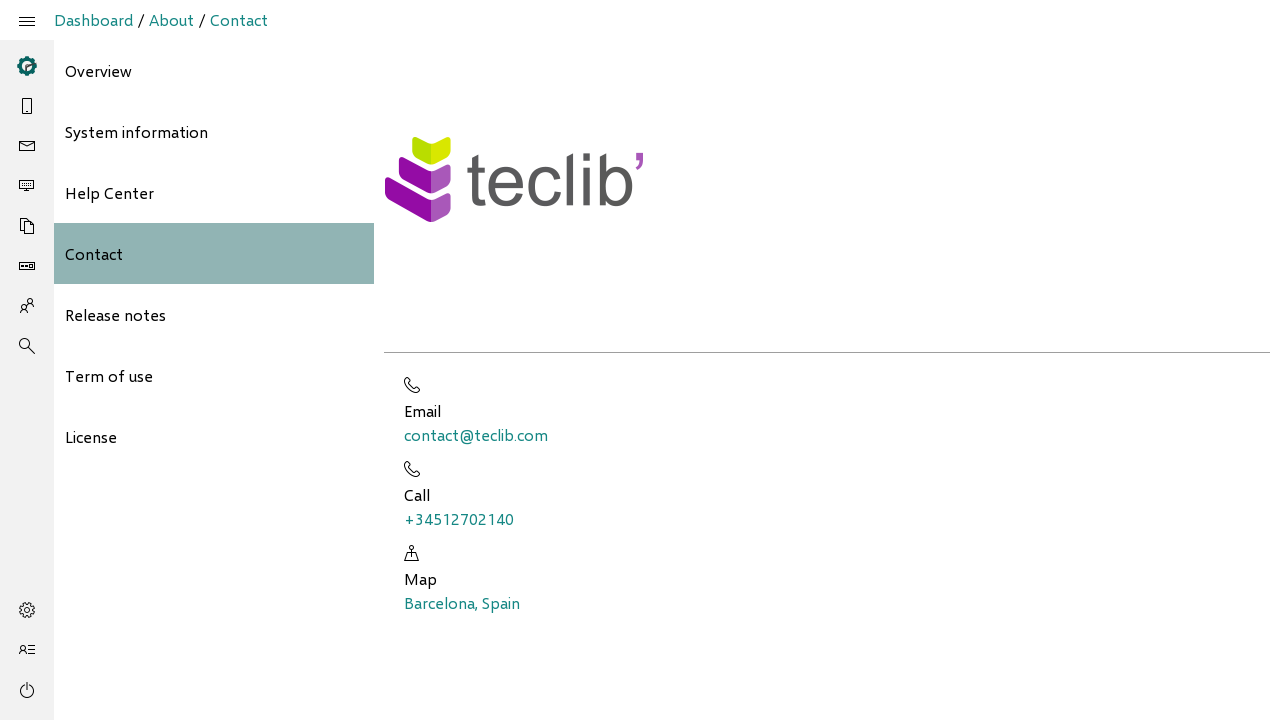 Dashboard / About / Contact
Overview
System information
Help Center
Contact
Release notes
Term of use
License
teclib'
Email
contact@teclib.com
Call
+34512702140
Map
Barcelona, Spain